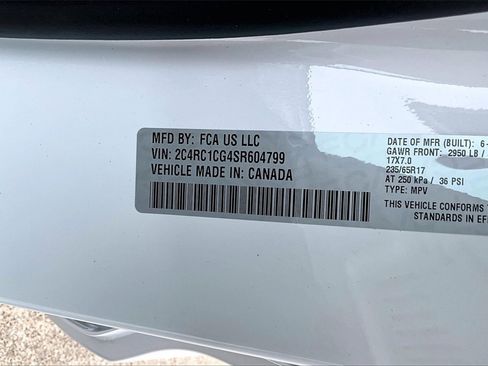 MFD BY: FCA US LLC
VIN: 2C4RC1CG4SR604799
VEHICLE MADE IN: CANADA
DATE OF MFR (BUILT): 6-
GAWR FRONT: 2950 LB /
17X7.0
235/65R17
AT 250 kPa / 36 PSI
TYPE: MPV
THIS VEHICLE CONFORMS
STANDARDS IN EF